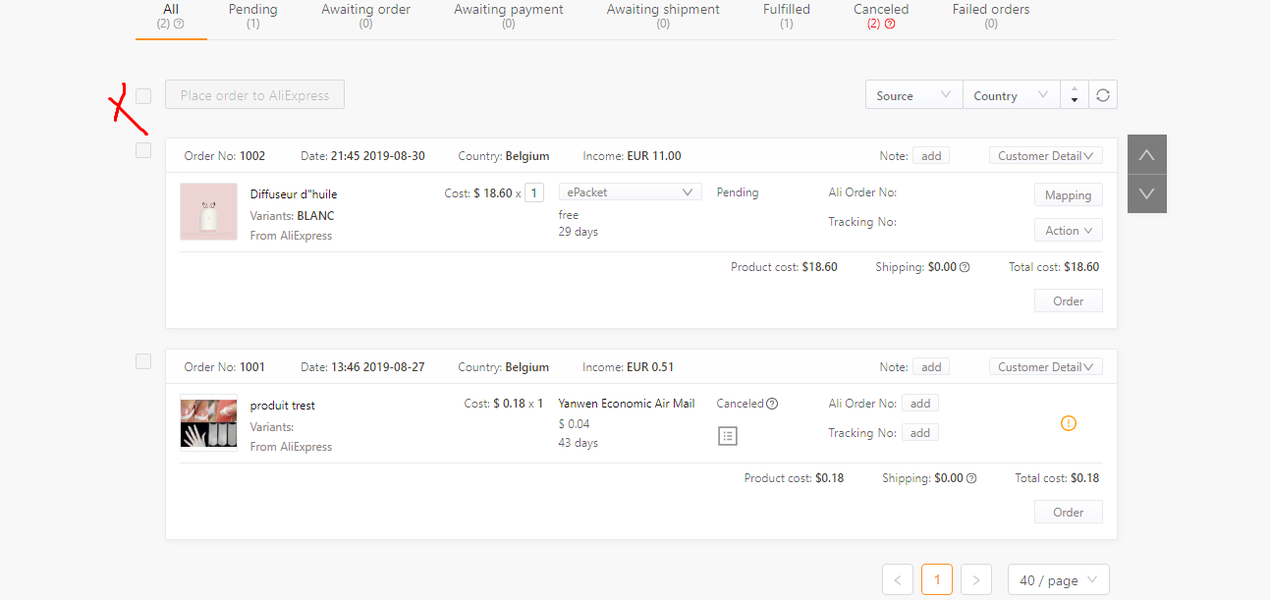 All Pending Awaiting order Awaiting payment Awaiting shipment Fulfilled Canceled Failed orders
(2) (1) (0) (0) (0) (1) (2) (0)
Place order to AliExpress Source Country
Order No: 1002 Date: 21:45 2019-08-30 Country: Belgium Income: EUR 11.00 Note: add Customer Detail
Diffuseur d"huile Cost: $ 18.60 x 1 ePacket Pending Ali Order No: Mapping
Variants: BLANC free Tracking No:
From AliExpress 29 days Action
Product cost: $18.60 Shipping: $0.00 Total cost: $18.60
Order
Order No: 1001 Date: 13:46 2019-08-27 Country: Belgium Income: EUR 0.51 Note: add Customer Detail
produit trest Cost: $ 0.18 x 1 Yanwen Economic Air Mail Canceled Ali Order No: add
Variants: $ 0.04 Tracking No: add
From AliExpress 43 days
Product cost: $0.18 Shipping: $0.00 Total cost: $0.18
Order
< 1 > 40 / page